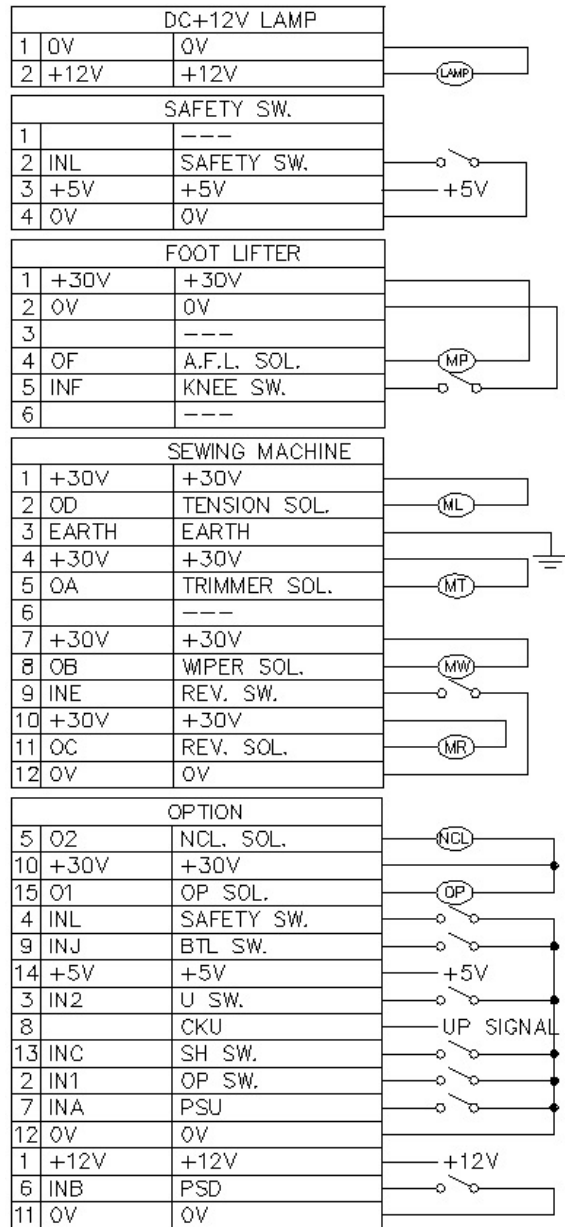 DC+12V LAMP
1 0V 0V
2 +12V +12V LAMP
SAFETY SW.
1 ---
2 INL SAFETY SW.
3 +5V +5V +5V
4 0V 0V
FOOT LIFTER
1 +30V +30V
2 0V 0V
3 ---
4 OF A.F.L. SOL. MP
5 INF KNEE SW.
6 ---
SEWING MACHINE
1 +30V +30V
2 OD TENSION SOL. ML
3 EARTH EARTH
4 +30V +30V
5 OA TRIMMER SOL. MT
6 ---
7 +30V +30V
8 OB WIPER SOL. MW
9 INE REV. SW.
10 +30V +30V
11 OC REV. SOL. MR
12 0V 0V
OPTION
5 O2 NCL. SOL. NCL
10 +30V +30V
15 O1 OP SOL. OP
4 INL SAFETY SW.
9 INJ BTL SW.
14 +5V +5V +5V
3 IN2 U SW.
8 CKU UP SIGNAL
13 INC SH SW.
2 IN1 OP SW.
7 INA PSU
12 0V 0V
1 +12V +12V +12V
6 INB PSD
11 0V 0V